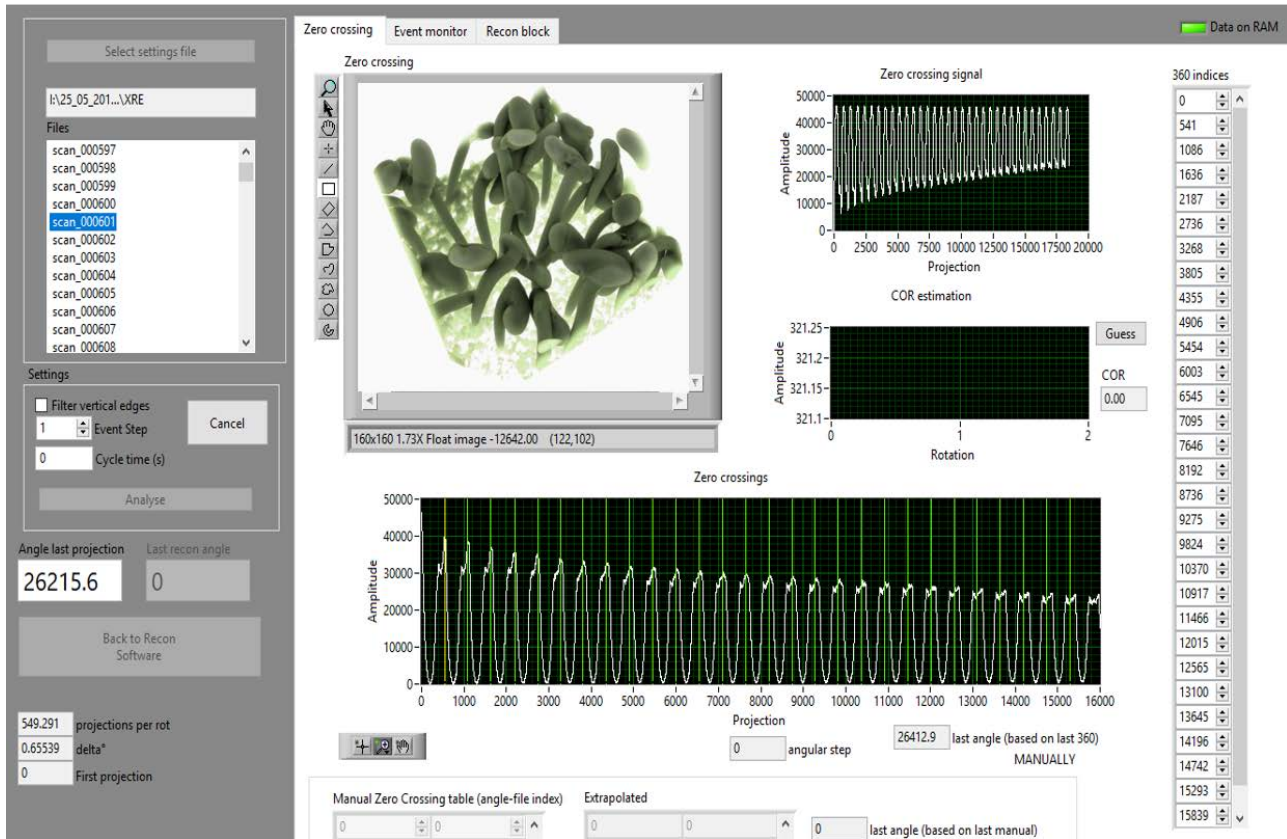 Select settings file
I:\25_05_201...\XRE
Files
scan_000597
scan_000598
scan_000599
scan_000600
scan_000601
scan_000602
scan_000603
scan_000604
scan_000605
scan_000606
scan_000607
scan_000608
Settings
Filter vertical edges
1 Event Step
0 Cycle time (s)
Cancel
Analyse
Angle last projection Last recon angle
26215.6 0
Back to Recon
Software
549.291 projections per rot
0.65539 delta°
0 First projection
Zero crossing Event monitor Recon block
Data on RAM
Zero crossing
160x160 1.73X Float image -12642.00 (122,102)
Zero crossing signal
Amplitude
50000
40000
30000
20000
10000
0
0 2500 5000 7500 10000 12500 15000 17500 20000
Projection
COR estimation
Amplitude
321.25
321.2
321.15
321.1
0 1 2
Rotation
Guess
COR
0.00
Zero crossings
Amplitude
50000
40000
30000
20000
10000
0
0 1000 2000 3000 4000 5000 6000 7000 8000 9000 10000 11000 12000 13000 14000 15000 16000
Projection
0 angular step
26412.9 last angle (based on last 360)
MANUALLY
Manual Zero Crossing table (angle-file index) Extrapolated
0 0 0 0
0 last angle (based on last manual)
360 indices
0
541
1086
1636
2187
2736
3268
3805
4355
4906
5454
6003
6545
7095
7646
8192
8736
9275
9824
10370
10917
11466
12015
12565
13100
13645
14196
14742
15293
15839